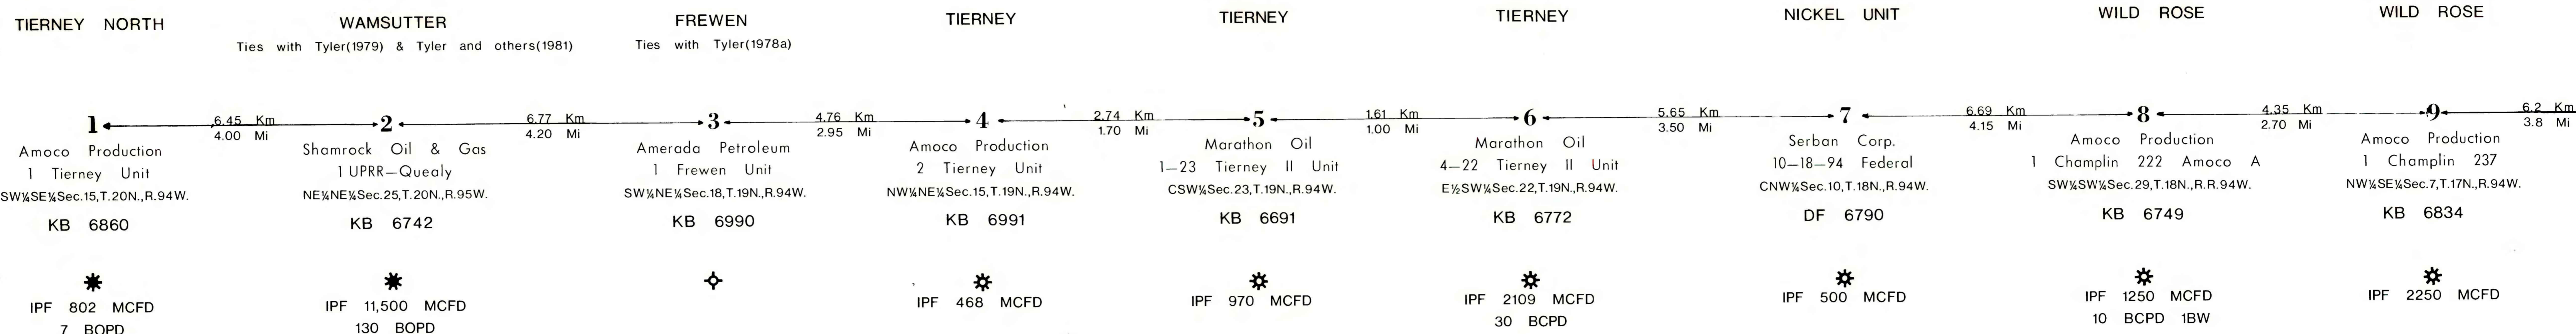 TIERNEY NORTH
WAMSUTTER
Ties with Tyler(1979) & Tyler and others(1981)
FREWEN
Ties with Tyler(1978a)
TIERNEY
TIERNEY
TIERNEY
NICKEL UNIT
WILD ROSE
WILD ROSE
1
6.45 Km
4.00 Mi
2
6.77 Km
4.20 Mi
3
4.76 Km
2.95 Mi
4
2.74 Km
1.70 Mi
5
1.61 Km
1.00 Mi
6
5.65 Km
3.50 Mi
7
6.69 Km
4.15 Mi
8
4.35 Km
2.70 Mi
9
6.2 Km
3.8 Mi
Amoco Production
1 Tierney Unit
SW¼SE¼Sec.15,T.20N.,R.94W.
KB 6860
IPF 802 MCFD
7 BOPD
Shamrock Oil & Gas
1 UPRR—Quealy
NE¼NE¼Sec.25,T.20N.,R.95W.
KB 6742
IPF 11,500 MCFD
130 BOPD
Amerada Petroleum
1 Frewen Unit
SW¼NE¼Sec.18,T.19N.,R.94W.
KB 6990
Amoco Production
2 Tierney Unit
NW¼NE¼Sec.15,T.19N.,R.94W.
KB 6991
IPF 468 MCFD
Marathon Oil
1—23 Tierney II Unit
CSW¼Sec.23,T.19N.,R.94W.
KB 6691
IPF 970 MCFD
Marathon Oil
4—22 Tierney II Unit
E½SW¼Sec.22,T.19N.,R.94W.
KB 6772
IPF 2109 MCFD
30 BCPD
Serban Corp.
10—18—94 Federal
CNW¼Sec.10,T.18N.,R.94W.
DF 6790
IPF 500 MCFD
Amoco Production
1 Champlin 222 Amoco A
SW¼SW¼Sec.29,T.18N.,R.R.94W.
KB 6749
IPF 1250 MCFD
10 BCPD 1BW
Amoco Production
1 Champlin 237
NW¼SE¼Sec.7,T.17N.,R.94W.
KB 6834
IPF 2250 MCFD